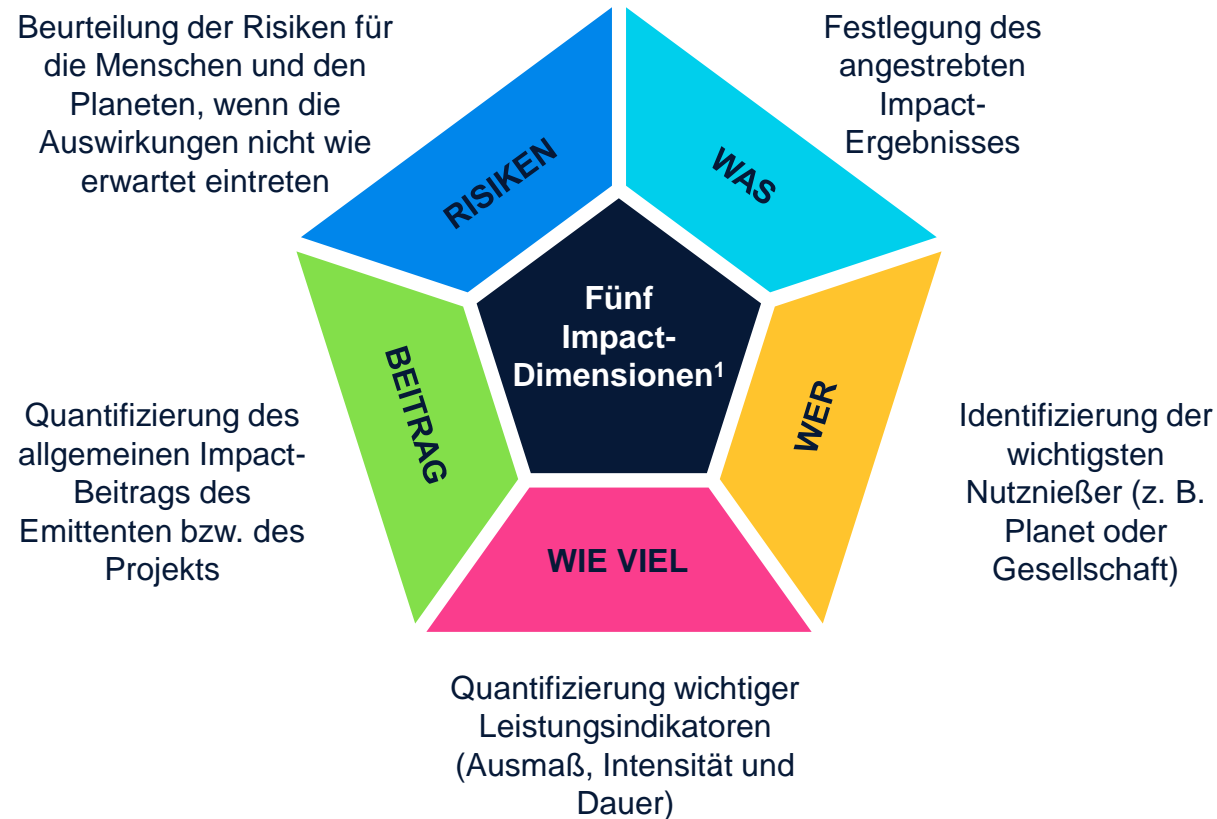 Beurteilung der Risiken für
die Menschen und den
Planeten, wenn die
Auswirkungen nicht wie
erwartet eintreten
RISIKEN
Festlegung des
angestrebten
Impact-
Ergebnisses
WAS
Fünf
Impact-
Dimensionen¹
BEITRAG
Quantifizierung des
allgemeinen Impact-
Beitrags des
Emittenten bzw. des
Projekts
WER
Identifizierung der
wichtigsten
Nutznießer (z. B.
Planet oder
Gesellschaft)
WIE VIEL
Quantifizierung wichtiger
Leistungsindikatoren
(Ausmaß, Intensität und
Dauer)